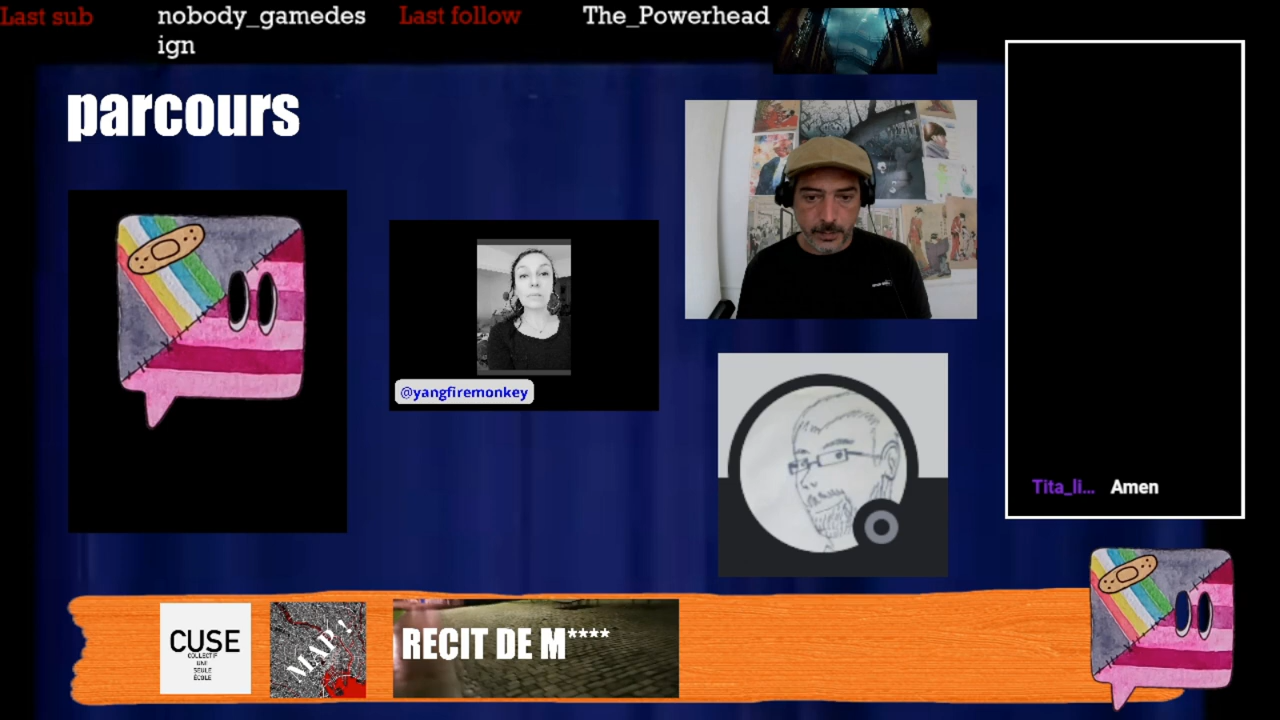 Last sub
nobody_gamedes
ign
Last follow
The_Powerhead
parcours
@yangfiremonkey
Tita_li... Amen
CUSE
COLLECTIF
UNE
SEULE
ÉCOLE
MAP !
RECIT DE M****